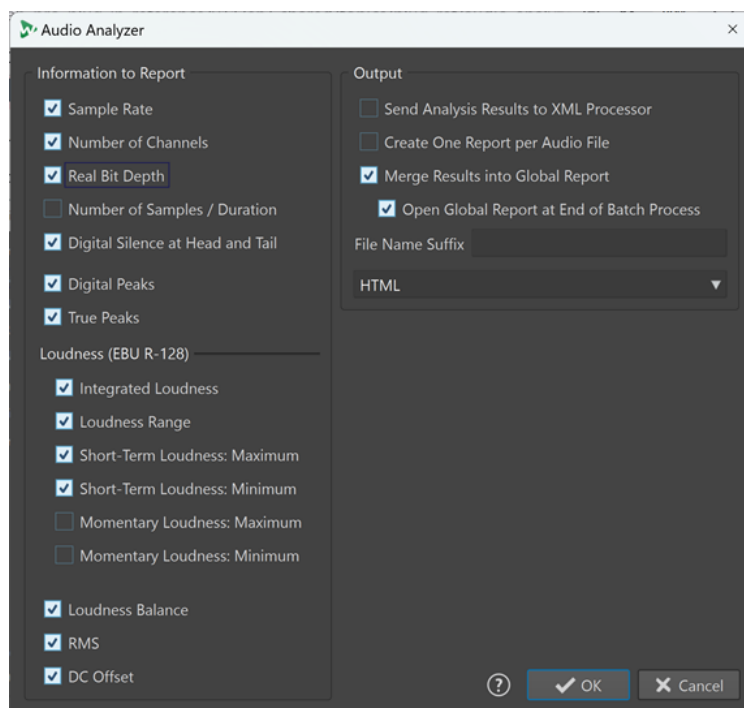 Audio Analyzer
Information to Report
Sample Rate
Number of Channels
Real Bit Depth
Number of Samples / Duration
Digital Silence at Head and Tail
Digital Peaks
True Peaks
Loudness (EBU R-128)
Integrated Loudness
Loudness Range
Short-Term Loudness: Maximum
Short-Term Loudness: Minimum
Momentary Loudness: Maximum
Momentary Loudness: Minimum
Loudness Balance
RMS
DC Offset
Output
Send Analysis Results to XML Processor
Create One Report per Audio File
Merge Results into Global Report
Open Global Report at End of Batch Process
File Name Suffix
HTML
? OK Cancel